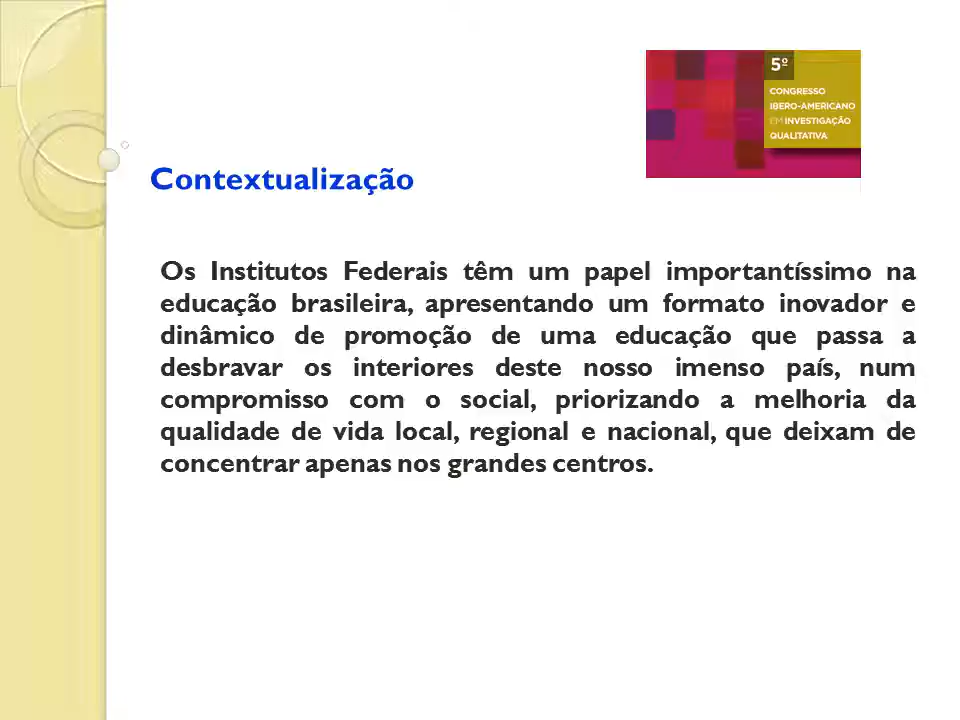 5º
CONGRESSO
IBERO-AMERICANO
EM INVESTIGAÇÃO
QUALITATIVA
Contextualização
Os Institutos Federais têm um papel importantíssimo na
educação brasileira, apresentando um formato inovador e
dinâmico de promoção de uma educação que passa a
desbravar os interiores deste nosso imenso país, num
compromisso com o social, priorizando a melhoria da
qualidade de vida local, regional e nacional, que deixam de
concentrar apenas nos grandes centros.